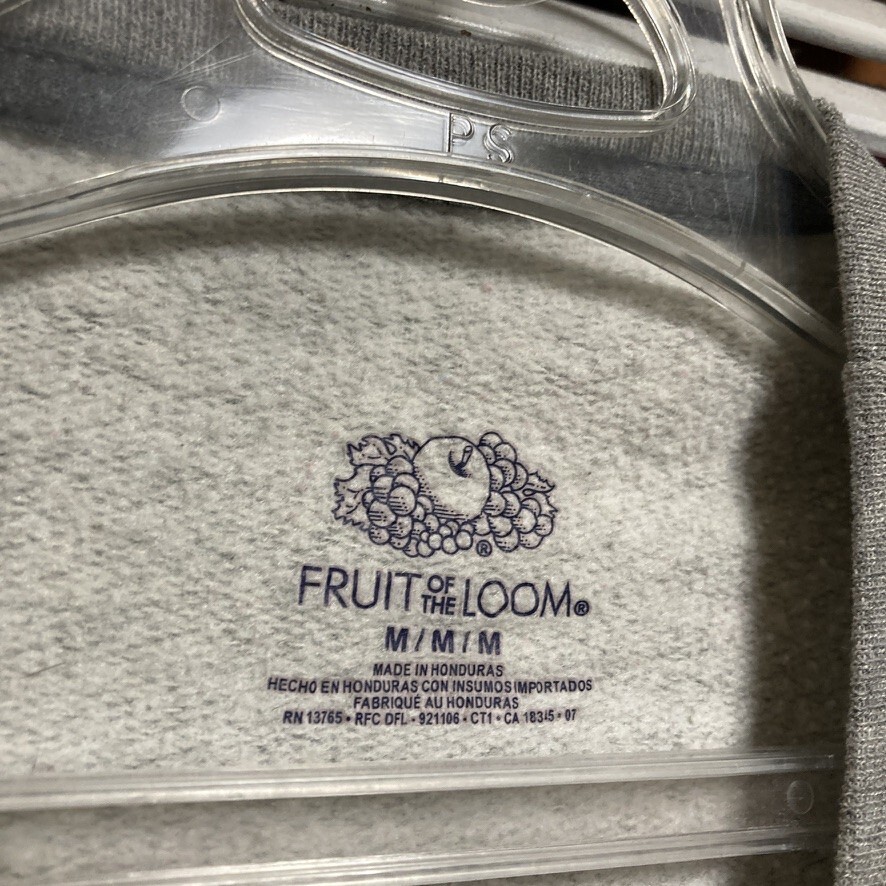 PS
®
FRUIT OF THE LOOM®
M / M / M
MADE IN HONDURAS
HECHO EN HONDURAS CON INSUMOS IMPORTADOS
FABRIQUÉ AU HONDURAS
RN 13765 • RFC DFL - 921106 • CT1 • CA 18345 • 07